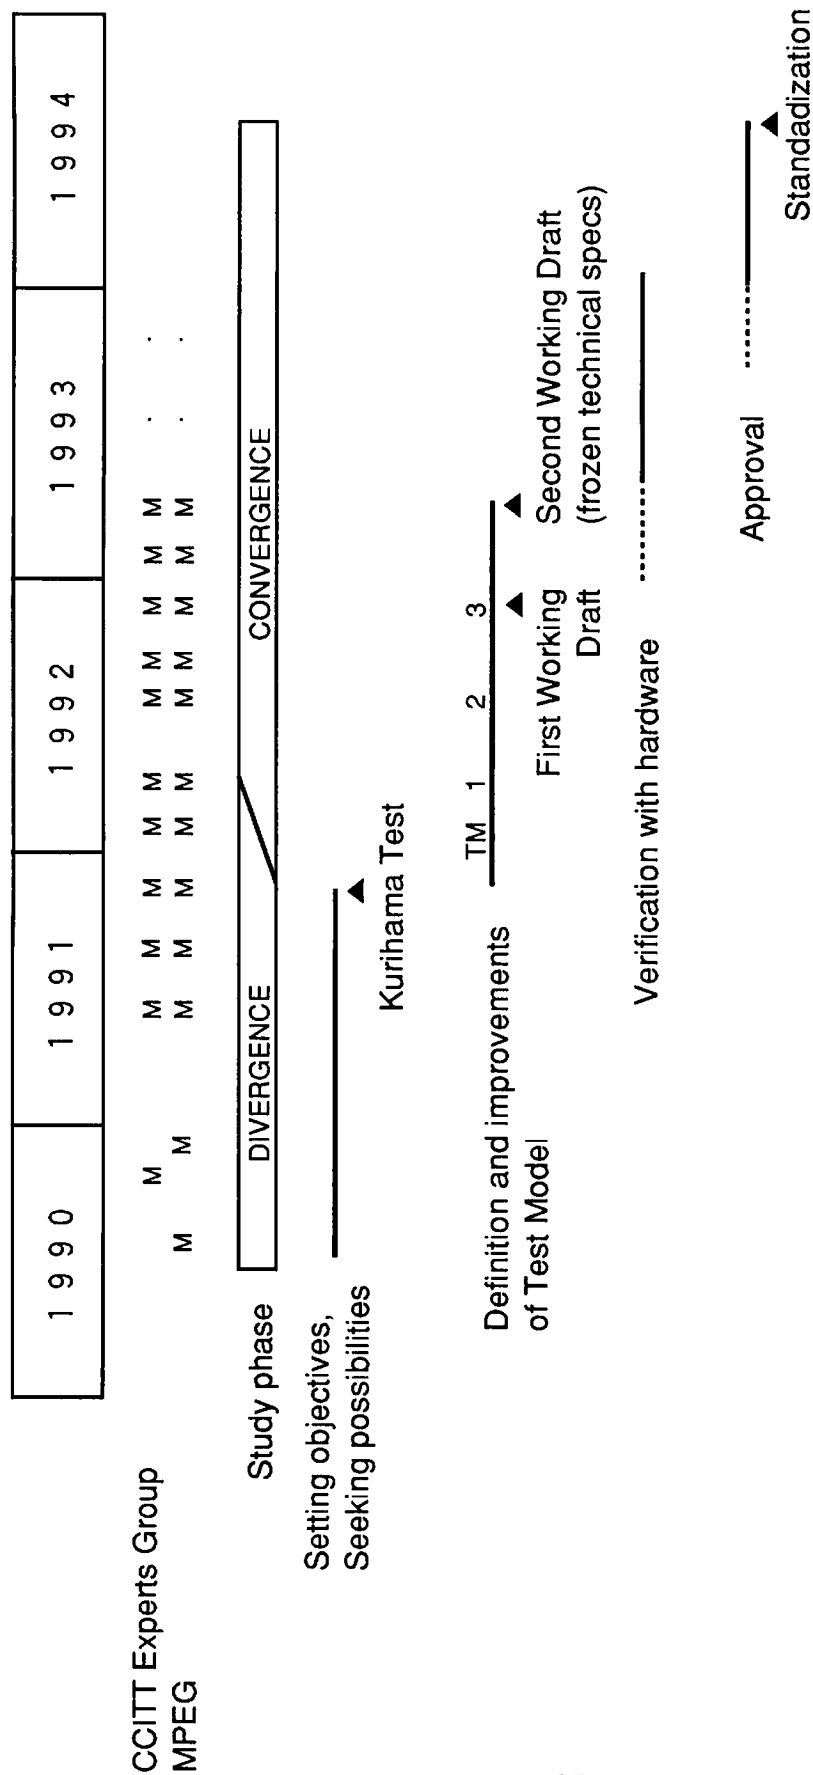 1990 1991 1992 1993 1994
CCITT Experts Group M M M M M M M M M M M . .
MPEG M M M M M M M M M M M M . .
Study phase DIVERGENCE CONVERGENCE
Setting objectives,
Seeking possibilities
Kurihama Test
Definition and improvements
of Test Model
TM 1 2 3
First Working
Draft
Second Working Draft
(frozen technical specs)
Verification with hardware
Approval
Standadization